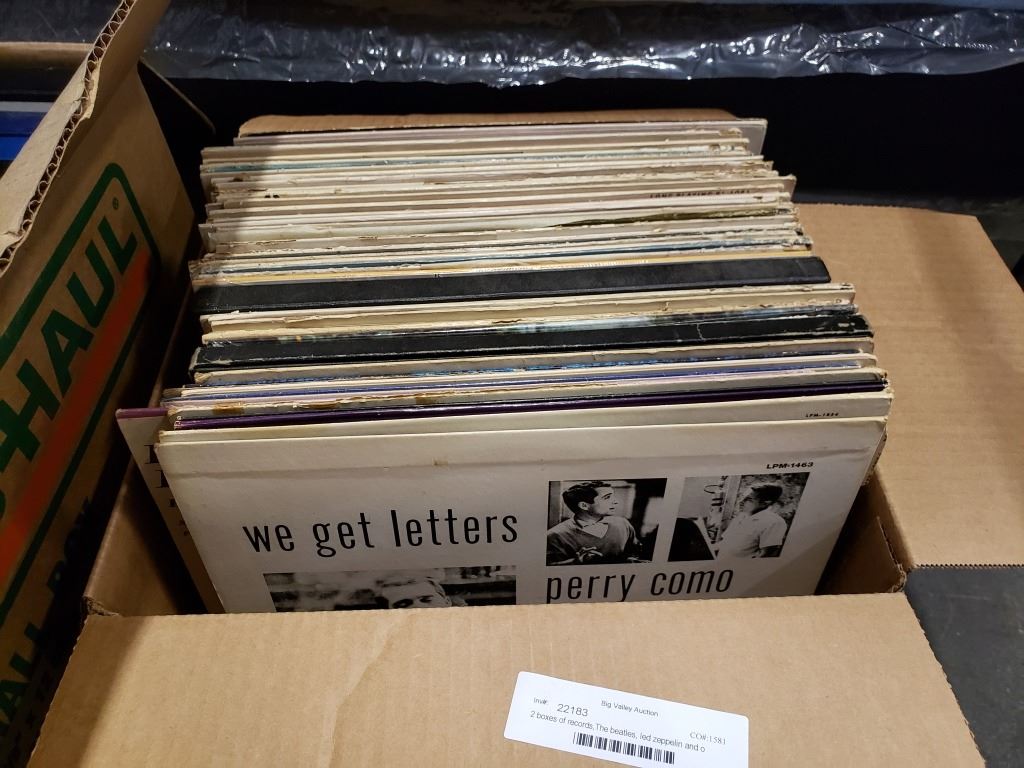 U-HAUL®
LPM-1824
LPM-1463
we get letters
perry como
Inv#: 22183 Big Valley Auction CO#:1581
2 boxes of records,The beatles, led zeppelin and o